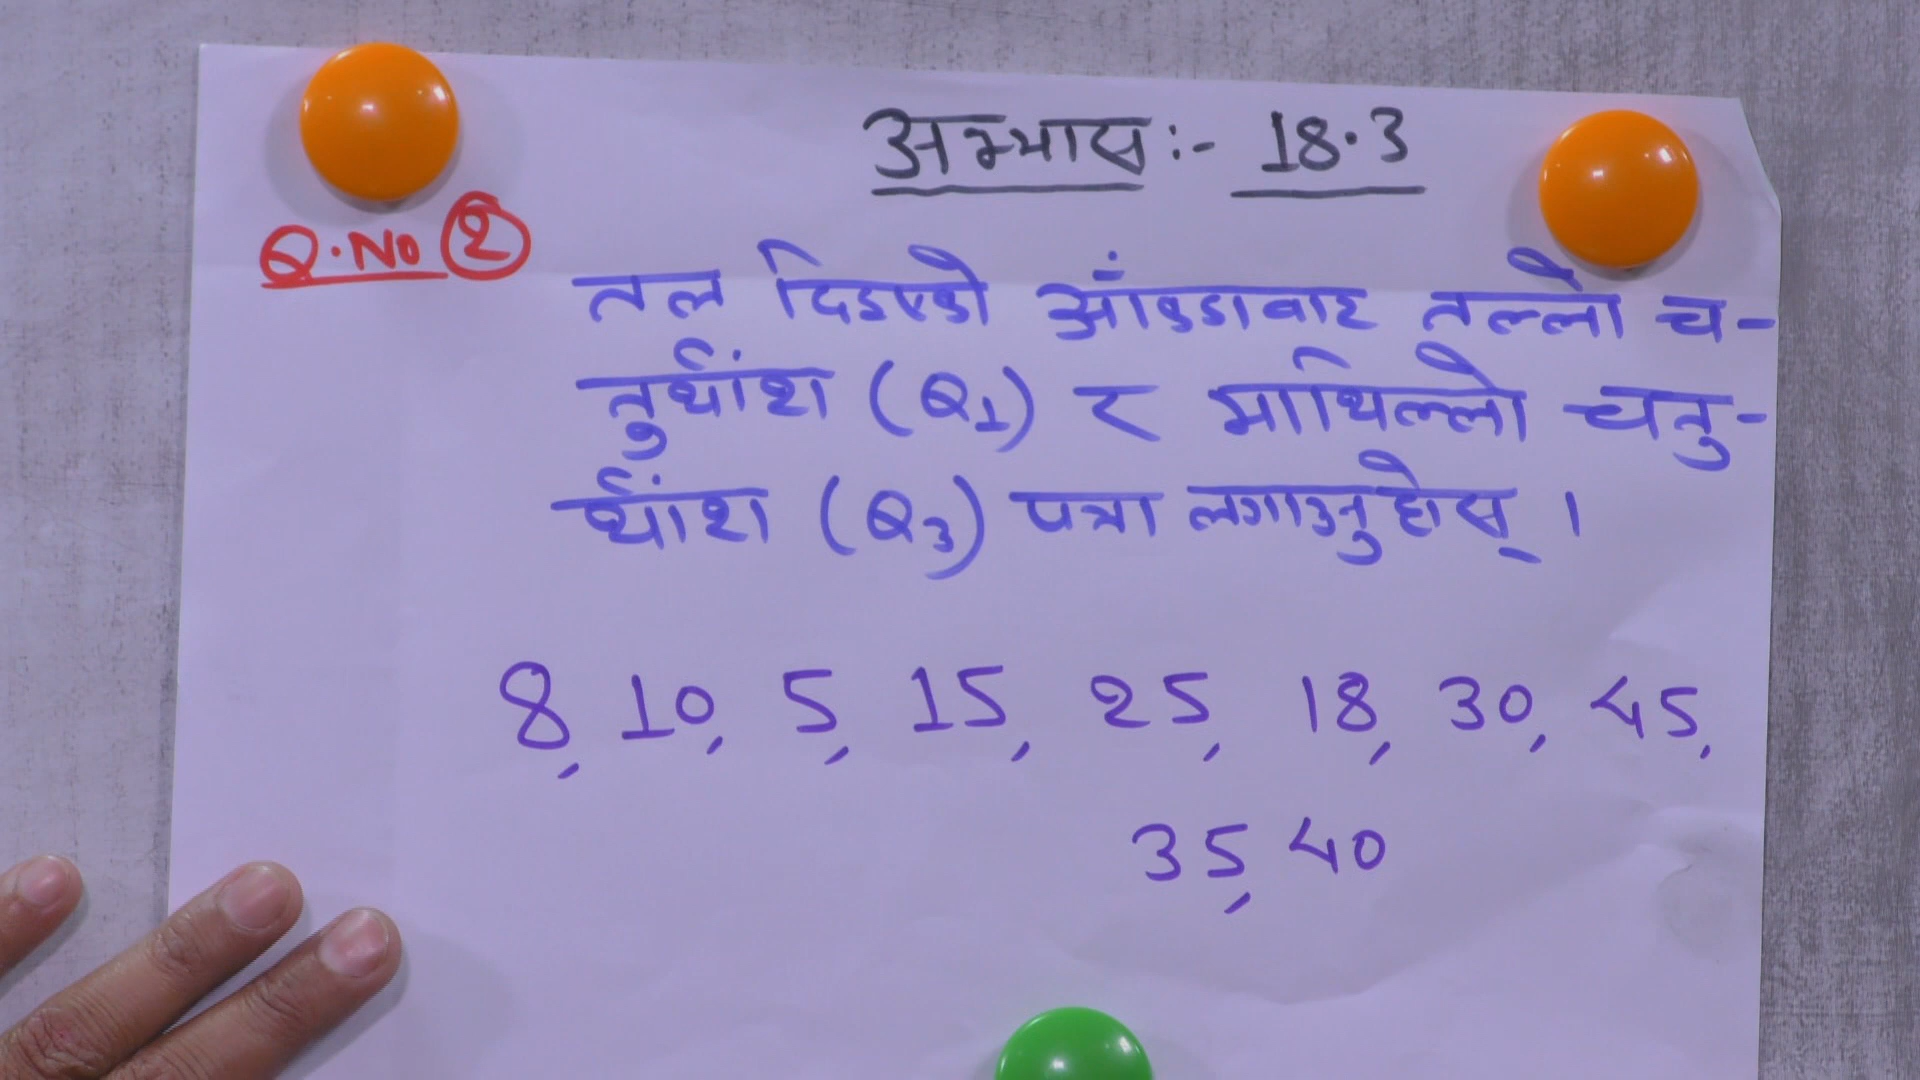 अभ्यासः- 18.3
Q.No २
तल दिइएको आँकडाबाट तल्लो च-
तुर्थांश (Q1) र माथिल्लो चतु-
र्थांश (Q3) पत्ता लगाउनुहोस् ।
8, 10, 5, 15, 25, 18, 30, 45,
35, 40